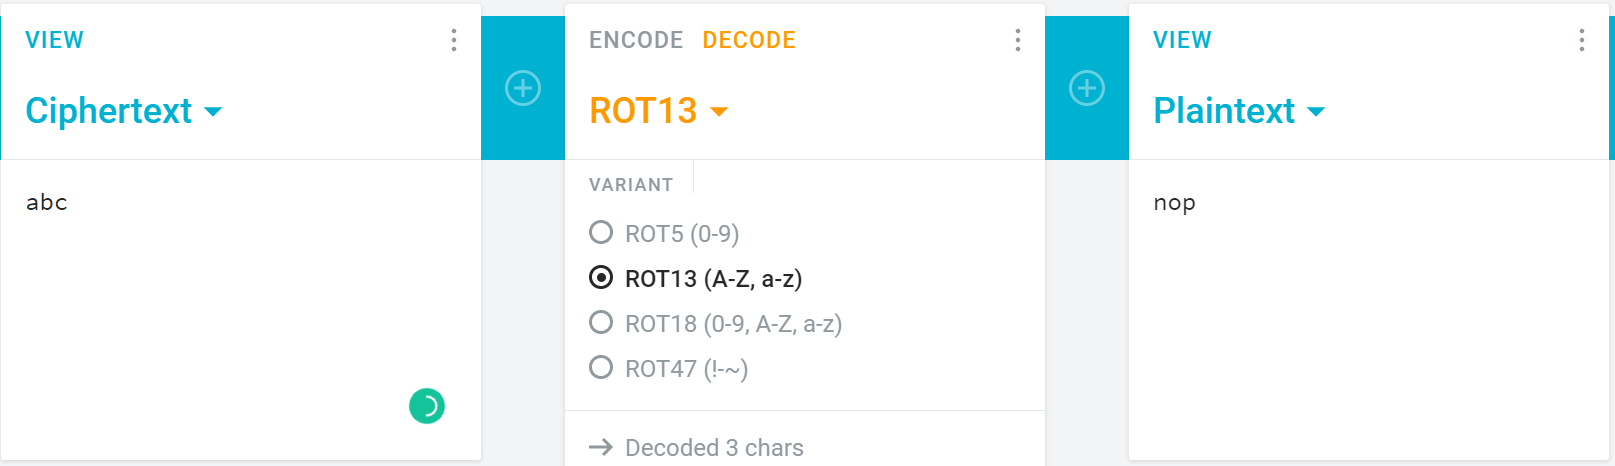 VIEW
Ciphertext
abc
ENCODE DECODE
ROT13
VARIANT
ROT5 (0-9)
ROT13 (A-Z, a-z)
ROT18 (0-9, A-Z, a-z)
ROT47 (!-~)
Decoded 3 chars
VIEW
Plaintext
nop